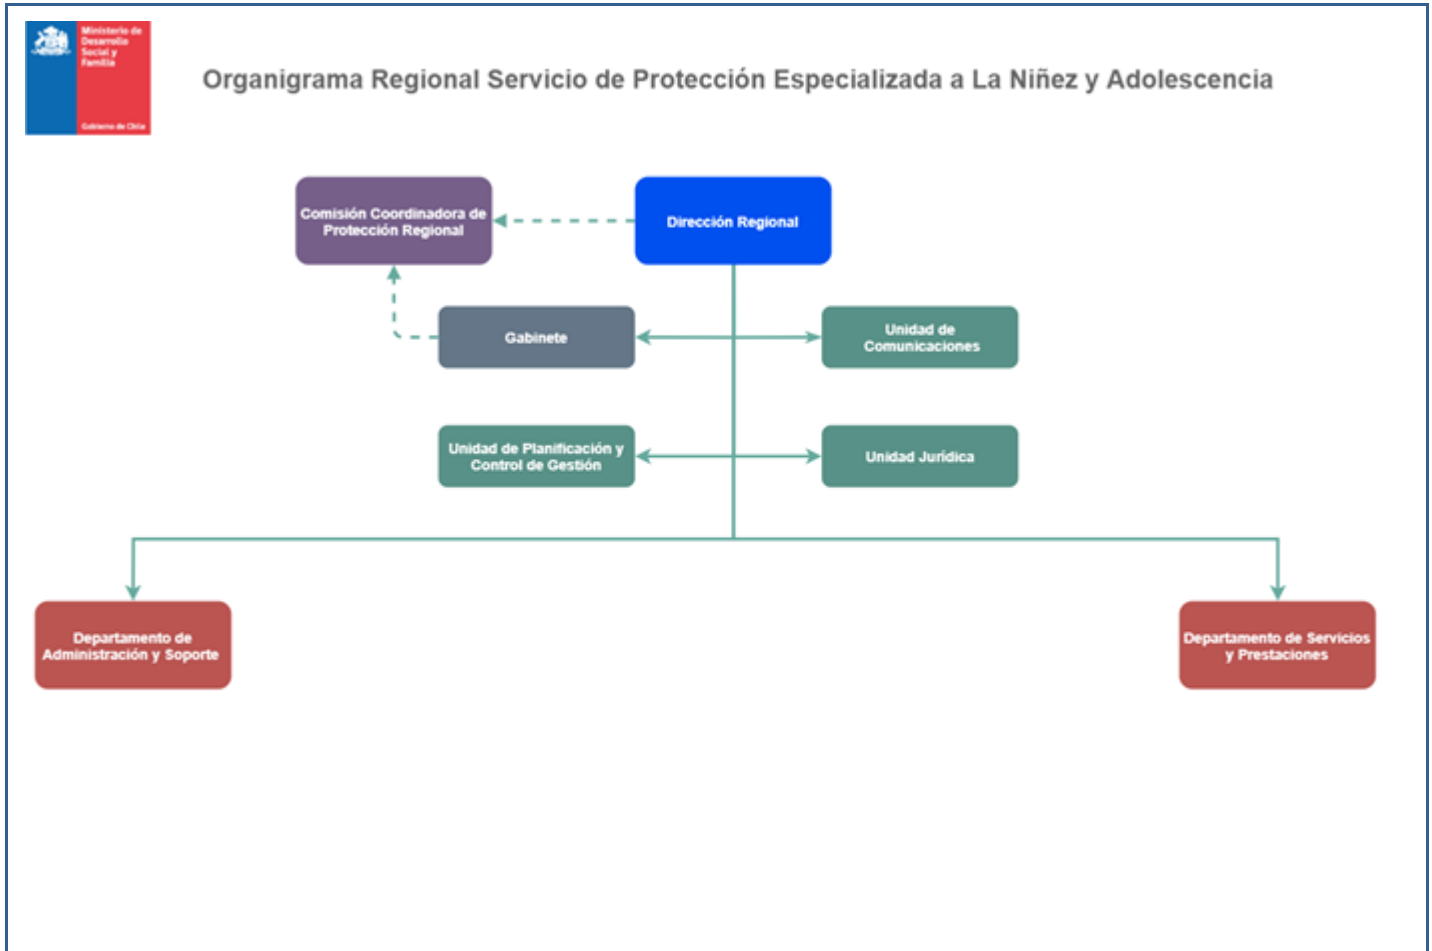 Ministerio de
Desarrollo
Social y
Familia
Gobierno de Chile
Organigrama Regional Servicio de Protección Especializada a La Niñez y Adolescencia
Comisión Coordinadora de
Protección Regional
Dirección Regional
Gabinete
Unidad de
Comunicaciones
Unidad de Planificación y
Control de Gestión
Unidad Jurídica
Departamento de
Administración y Soporte
Departamento de Servicios
y Prestaciones